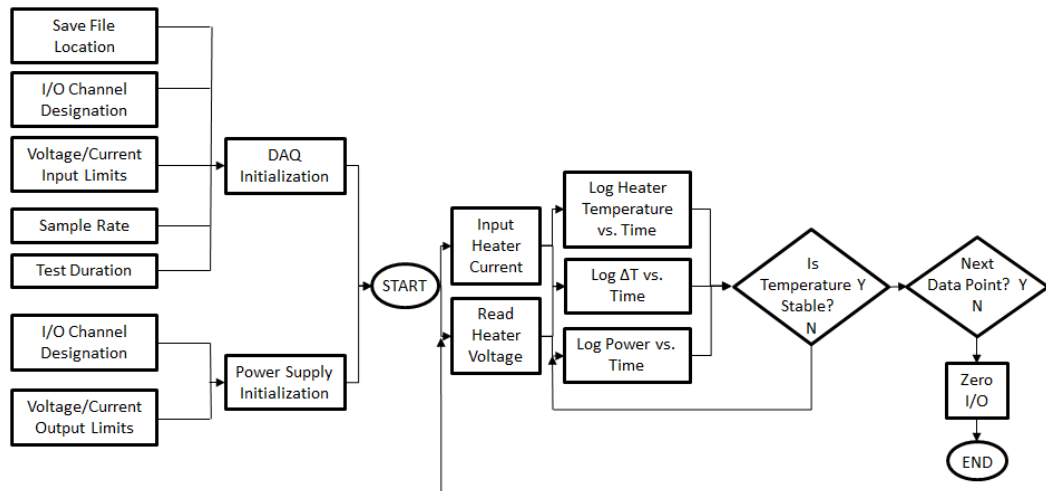 Save File
Location
I/O Channel
Designation
Voltage/Current
Input Limits
Sample Rate
Test Duration
I/O Channel
Designation
Voltage/Current
Output Limits
DAQ
Initialization
Power Supply
Initialization
START
Input
Heater
Current
Read
Heater
Voltage
Log Heater
Temperature
vs. Time
Log ΔT vs.
Time
Log Power vs.
Time
Is
Temperature Y
Stable?
N
Next
Data Point? Y
N
Zero
I/O
END